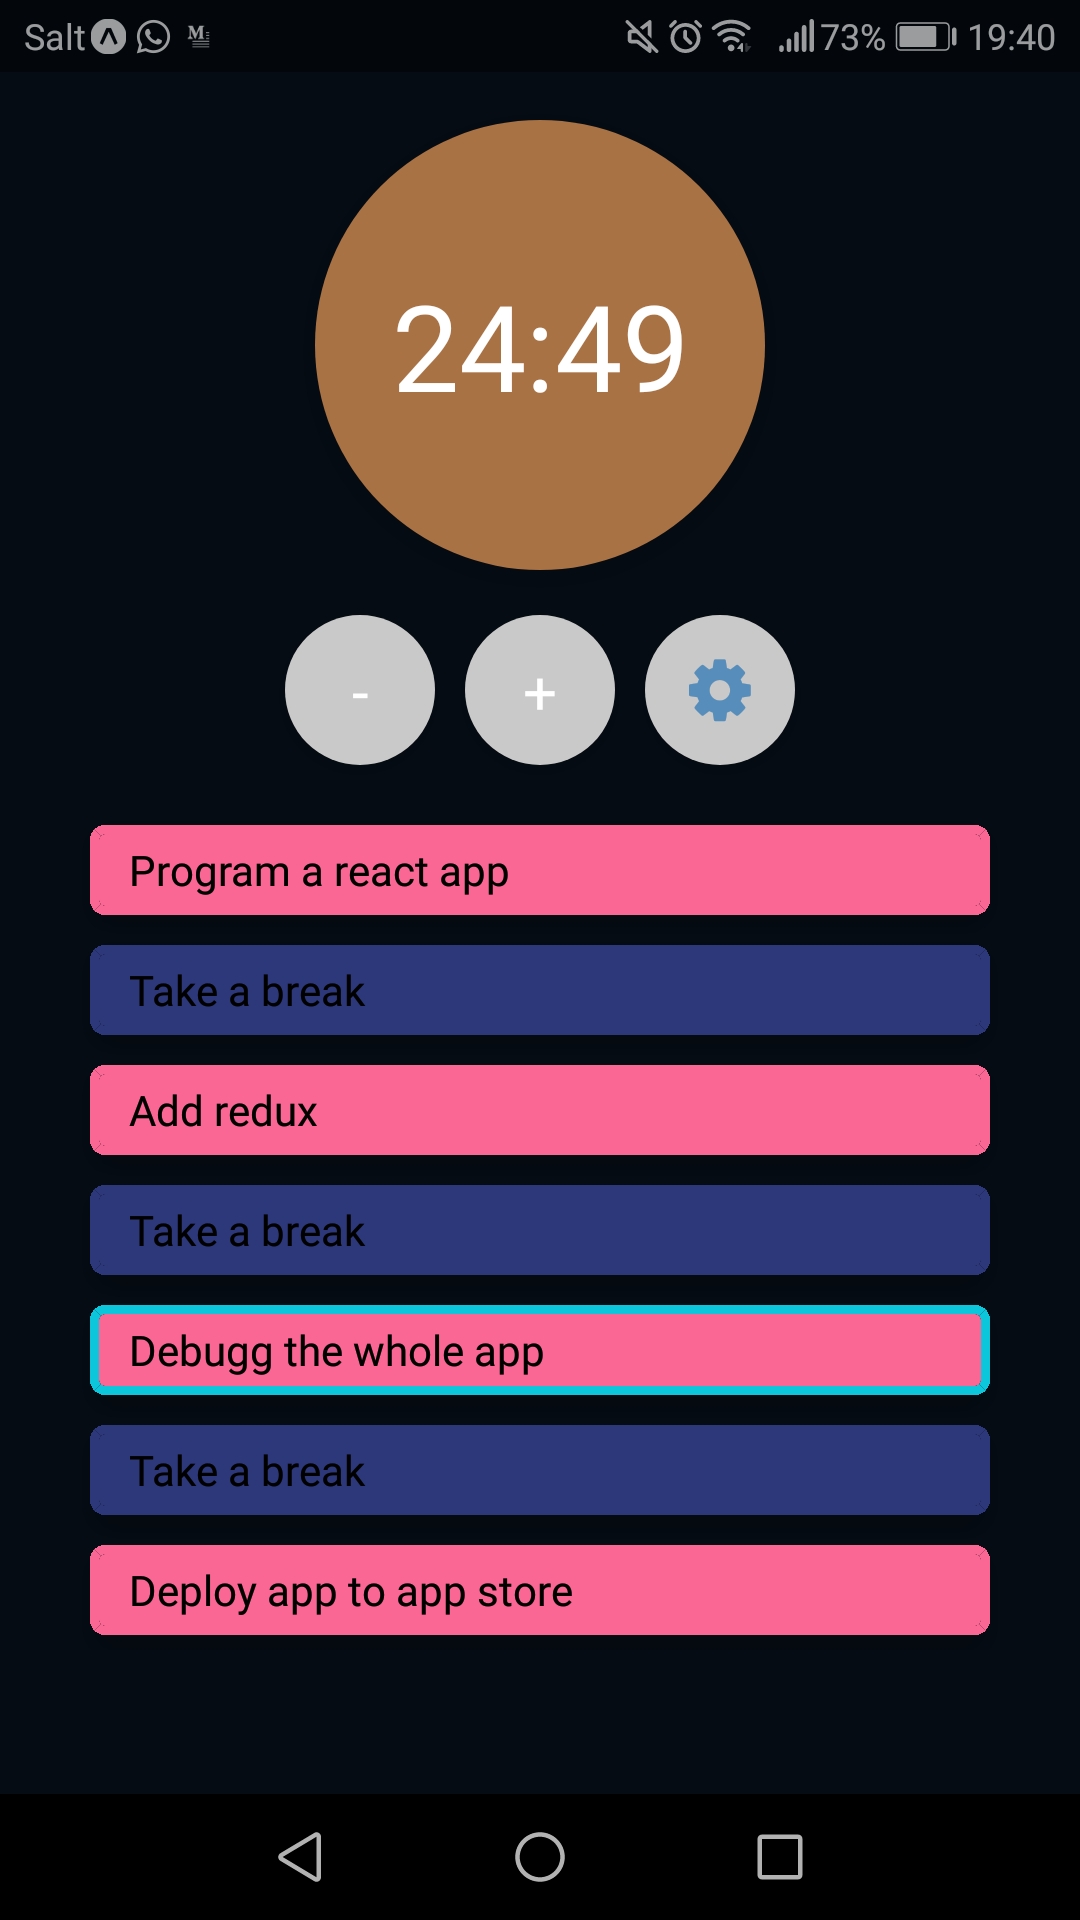 Salt 73% 19:40
24:49
- +
Program a react app
Take a break
Add redux
Take a break
Debugg the whole app
Take a break
Deploy app to app store